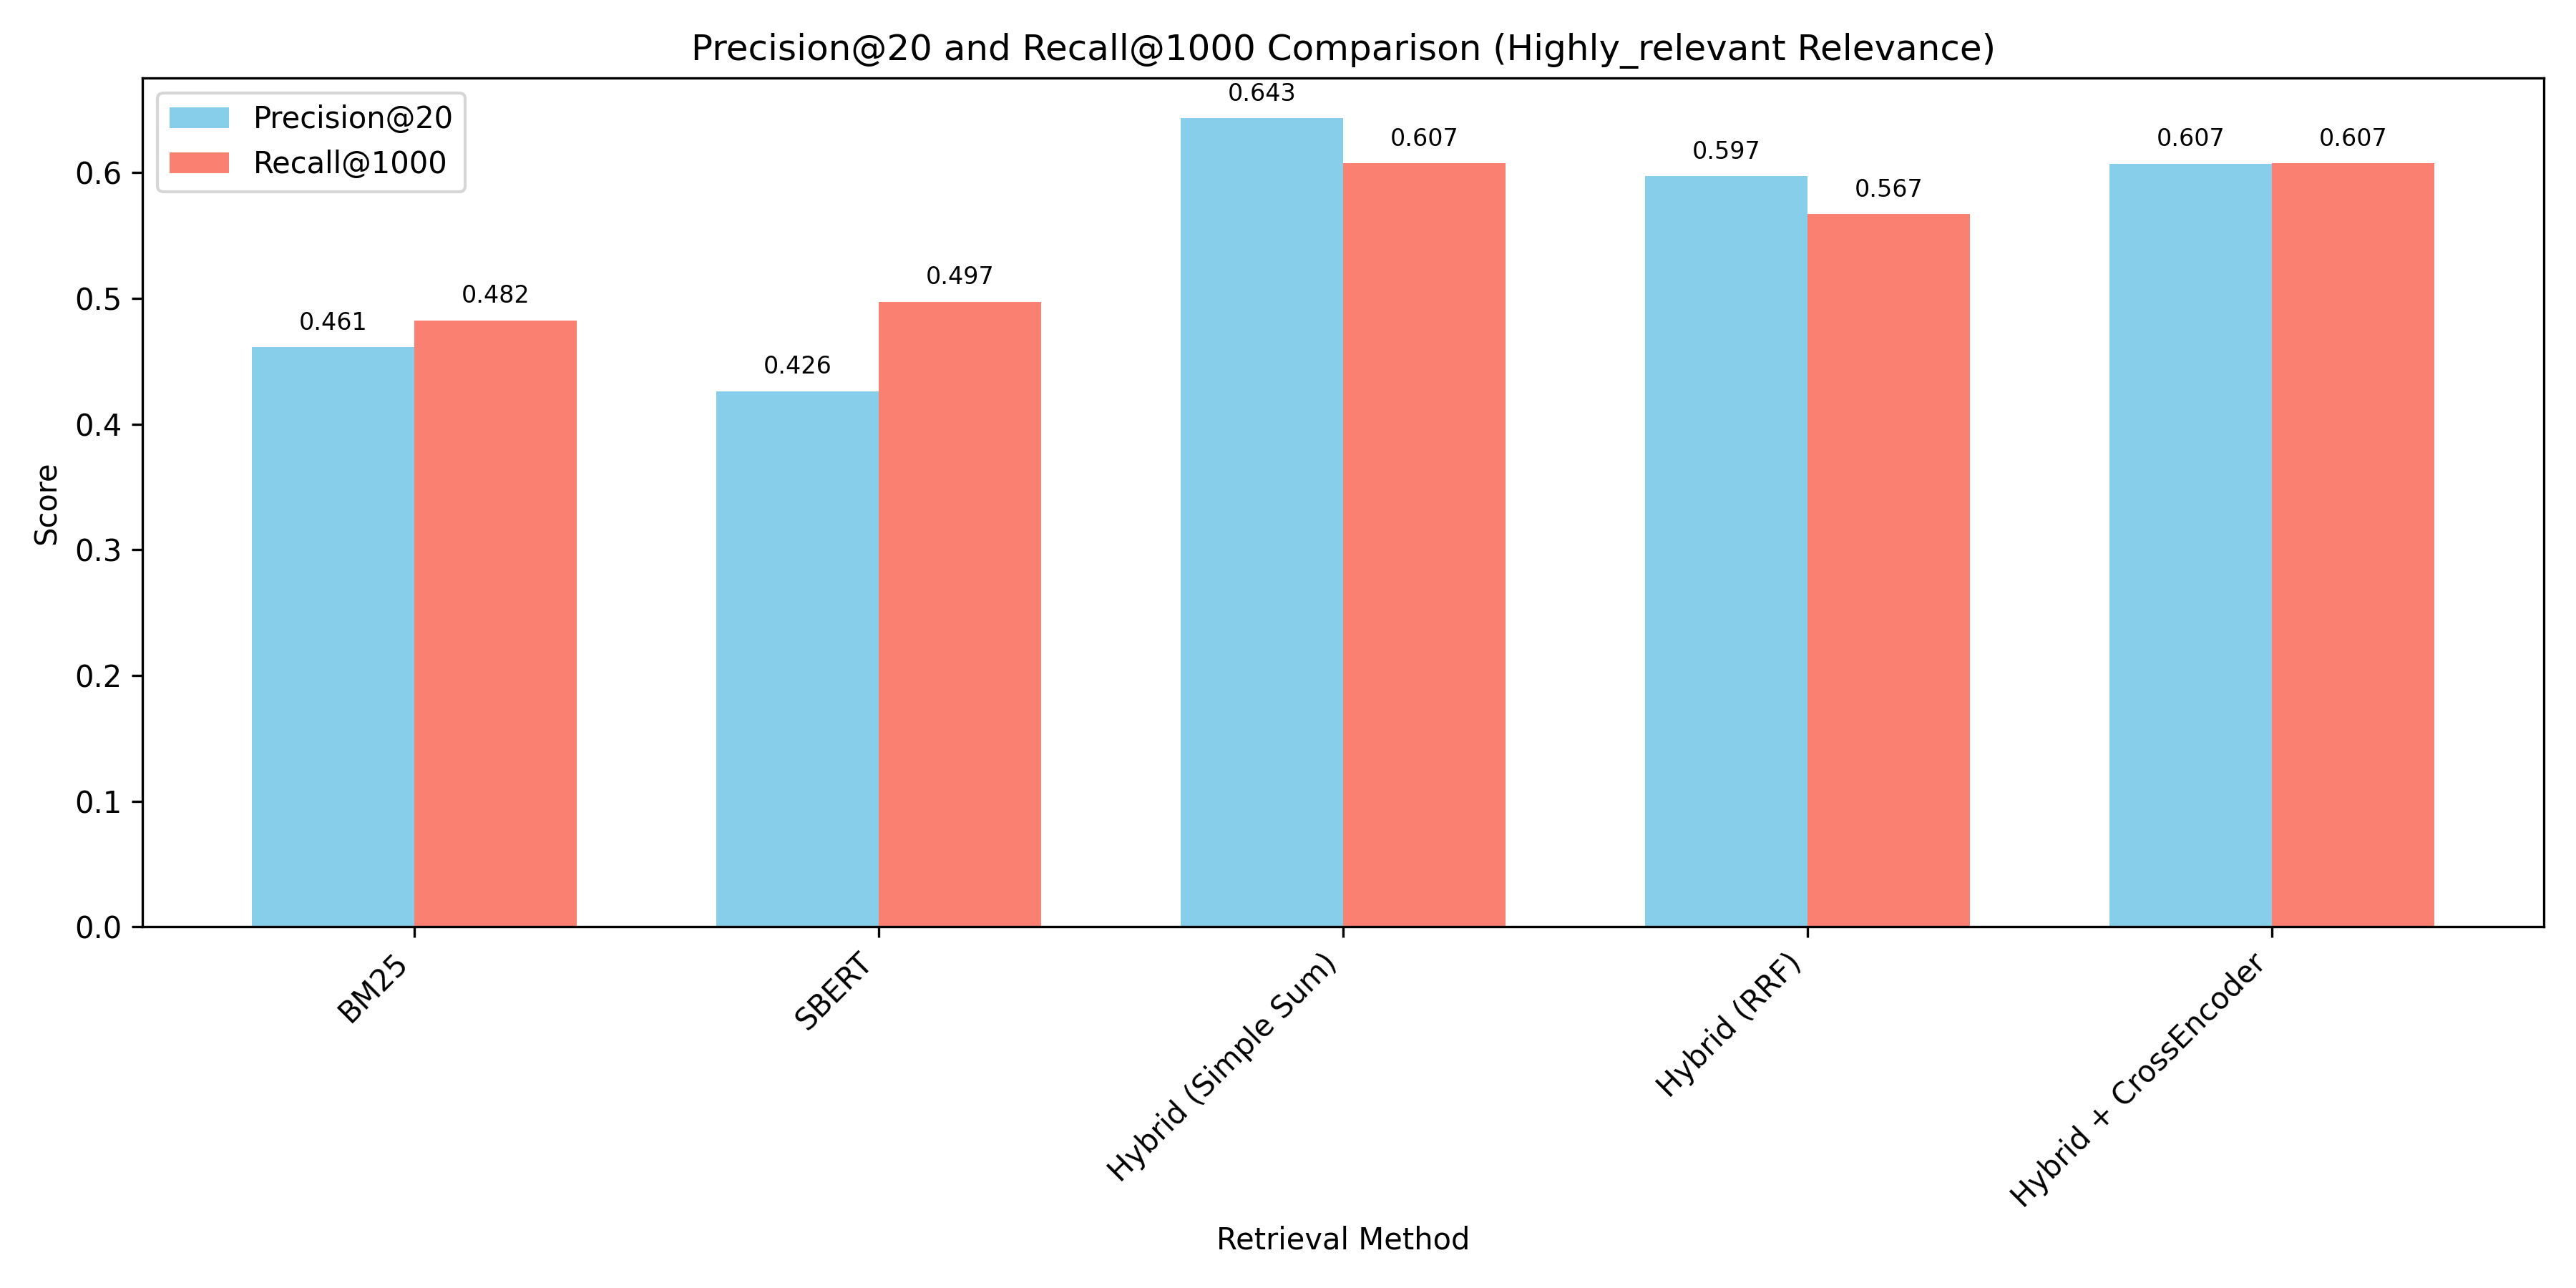 Precision@20 and Recall@1000 Comparison (Highly_relevant Relevance)
Precision@20
Recall@1000
Score
0.6
0.5
0.4
0.3
0.2
0.1
0.0
0.461
0.482
0.426
0.497
0.643
0.607
0.597
0.567
0.607
0.607
BM25
SBERT
Hybrid (Simple Sum)
Hybrid (RRF)
Hybrid + CrossEncoder
Retrieval Method